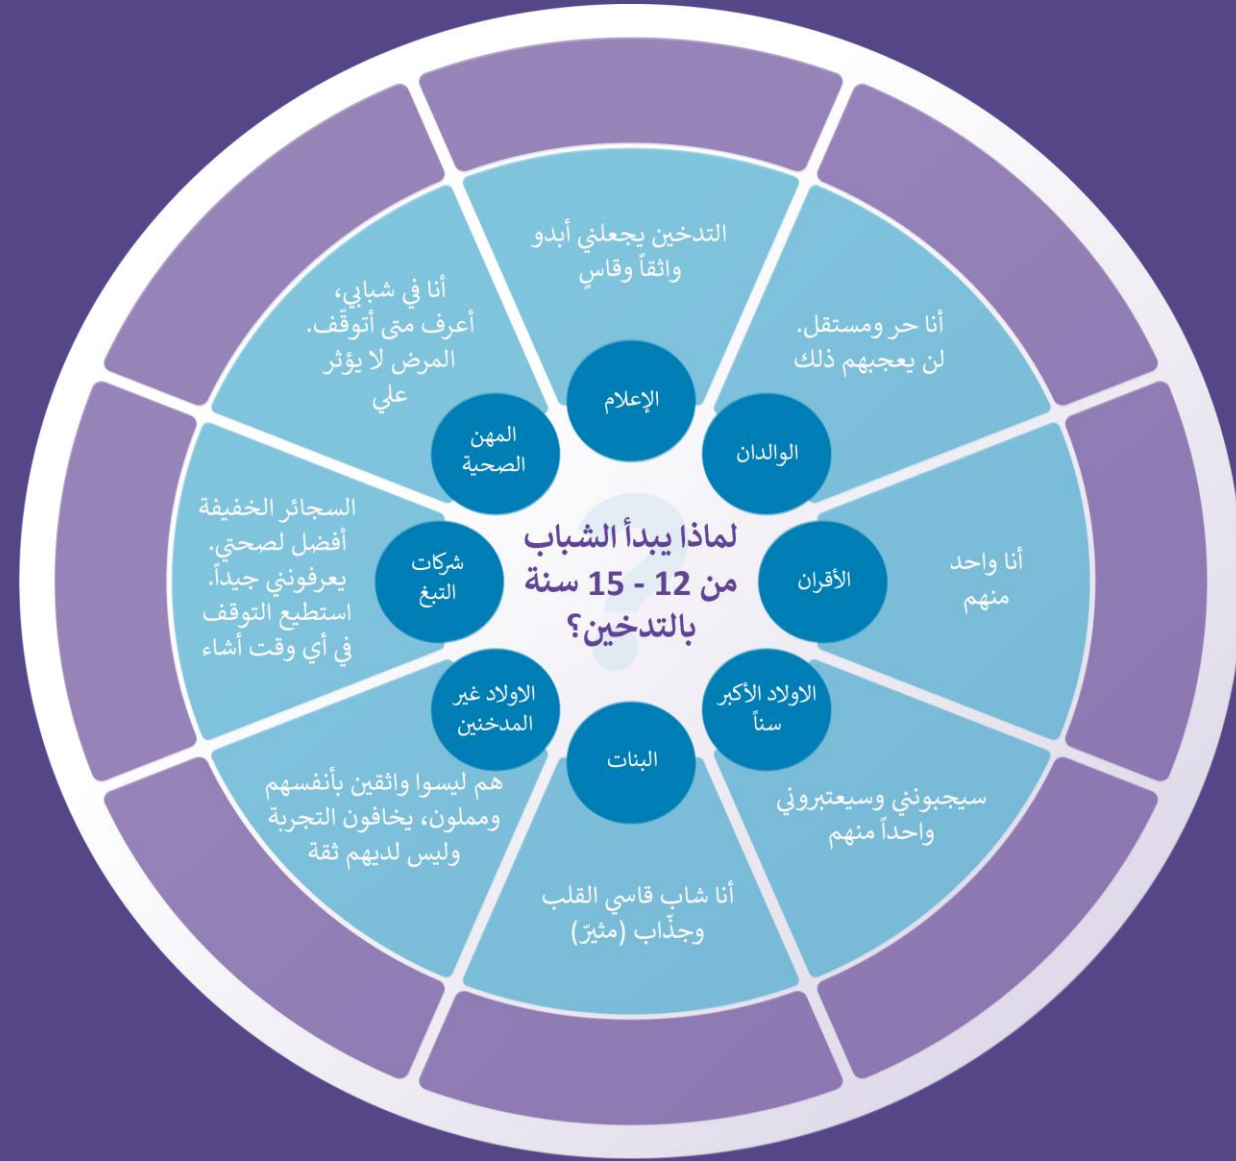 لماذا يبدأ الشباب
من 12 - 15 سنة
بالتدخين؟
الإعلام
التدخين يجعلني أبدو
واثقاً وقاسٍ
الوالدان
أنا حر ومستقل.
لن يعجبهم ذلك
الأقران
أنا واحد
منهم
الاولاد الأكبر
سناً
سيحبونني وسيعتبروني
واحداً منهم
البنات
أنا شاب قاسي القلب
وجذّاب (مثيرّ)
الاولاد غير
المدخنين
هم ليسوا واثقين بأنفسهم
ومملون، يخافون التجربة
وليس لديهم ثقة
شركات
التبغ
السجائر الخفيفة
أفضل لصحتي.
يعرفونني جيداً.
استطيع التوقف
في أي وقت أشاء
المهن
الصحية
أنا في شبابي،
أعرف متى أتوقّف.
المرض لا يؤثر
علي